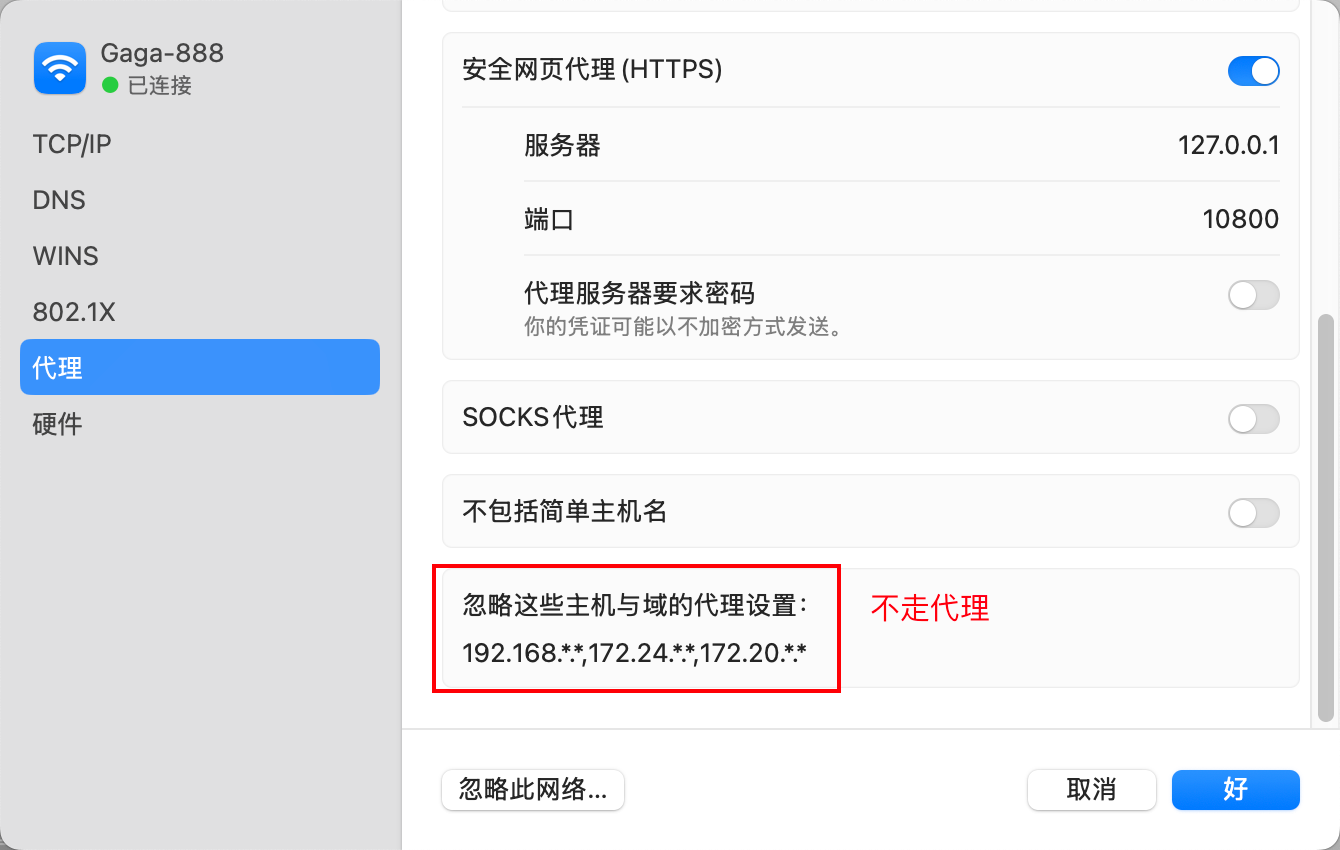 Gaga-888
已连接
TCP/IP
DNS
WINS
802.1X
代理
硬件
安全网页代理(HTTPS)
服务器 127.0.0.1
端口 10800
代理服务器要求密码
你的凭证可能以不加密方式发送。
SOCKS代理
不包括简单主机名
忽略这些主机与域的代理设置：
192.168.*.*,172.24.*.*,172.20.*.*
不走代理
忽略此网络...
取消
好